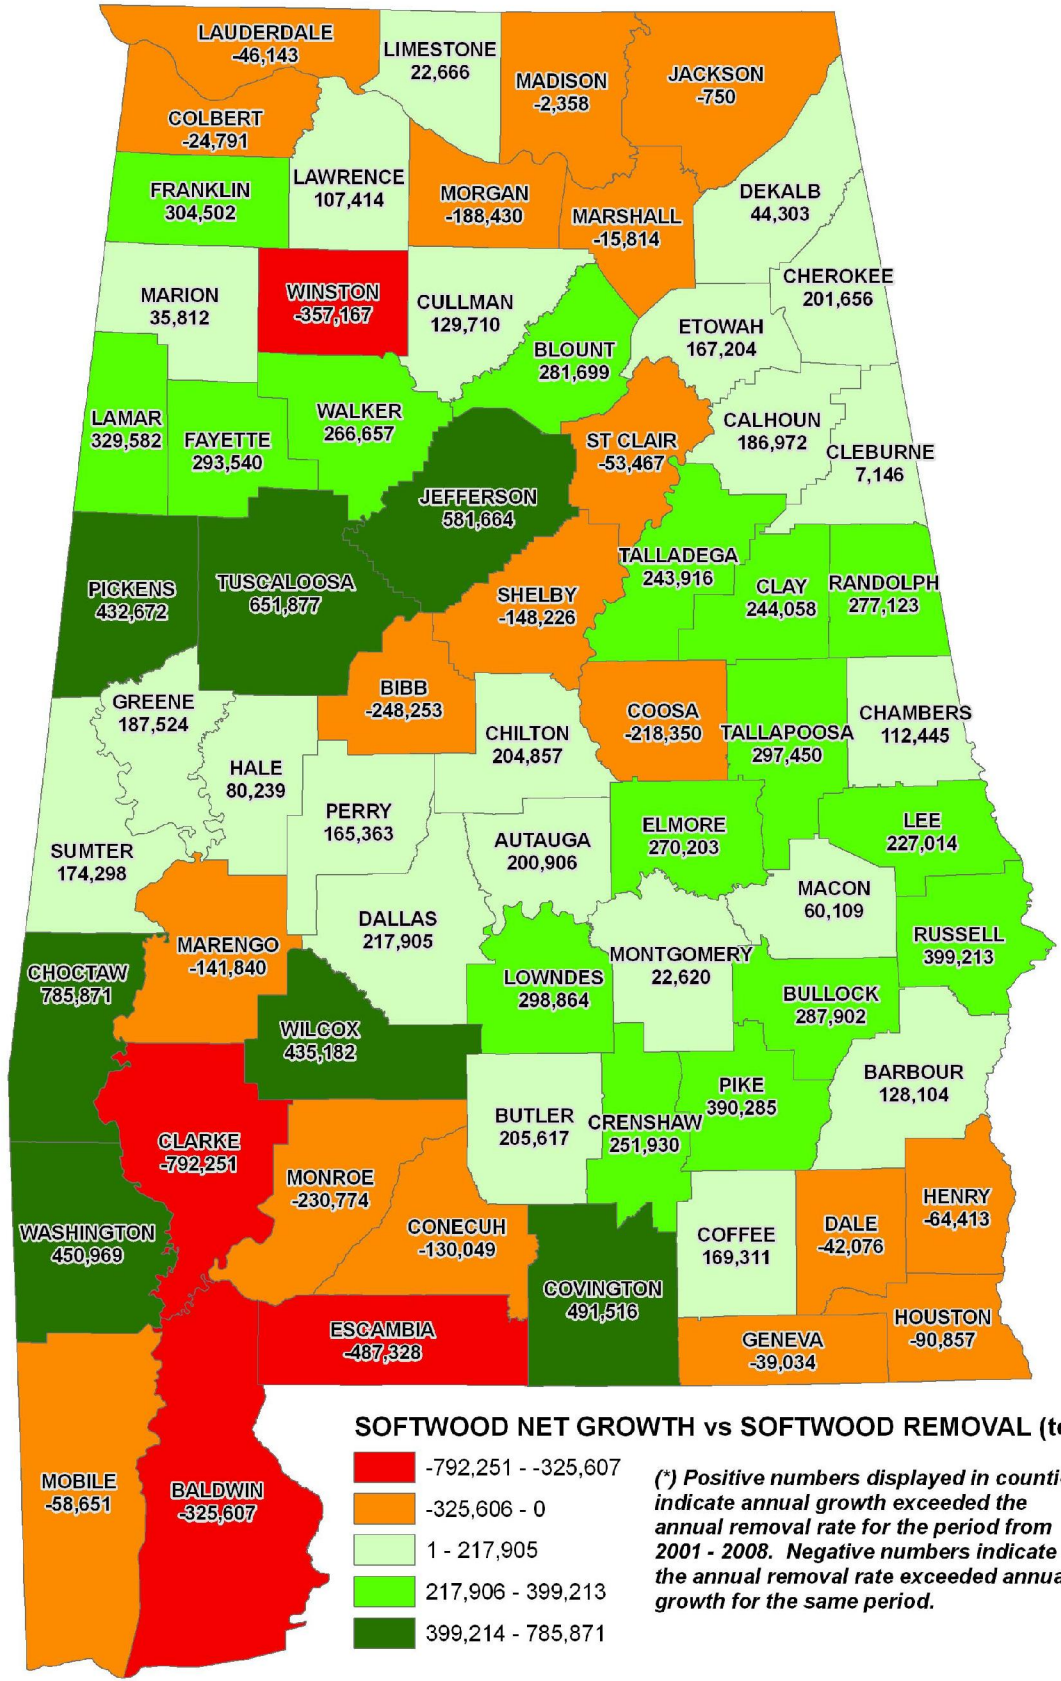 LAUDERDALE
-46,143
LIMESTONE
22,666
MADISON
-2,358
JACKSON
-750
COLBERT
-24,791
FRANKLIN
304,502
LAWRENCE
107,414
MORGAN
-188,430
MARSHALL
-15,814
DEKALB
44,303
CHEROKEE
201,656
MARION
35,812
WINSTON
-357,167
CULLMAN
129,710
BLOUNT
281,699
ETOWAH
167,204
LAMAR
329,582
FAYETTE
293,540
WALKER
266,657
ST CLAIR
-53,467
CALHOUN
186,972
CLEBURNE
7,146
JEFFERSON
581,664
PICKENS
432,672
TUSCALOOSA
651,877
SHELBY
-148,226
TALLADEGA
243,916
CLAY
244,058
RANDOLPH
277,123
GREENE
187,524
BIBB
-248,253
CHILTON
204,857
COOSA
-218,350
TALLAPOOSA
297,450
CHAMBERS
112,445
HALE
80,239
PERRY
165,363
AUTAUGA
200,906
ELMORE
270,203
LEE
227,014
SUMTER
174,298
DALLAS
217,905
MACON
60,109
RUSSELL
399,213
CHOCTAW
785,871
MARENGO
-141,840
LOWNDES
298,864
MONTGOMERY
22,620
BULLOCK
287,902
WILCOX
435,182
BARBOUR
128,104
CLARKE
-792,251
BUTLER
205,617
CRENSHAW
251,930
PIKE
390,285
MONROE
-230,774
WASHINGTON
450,969
CONECUH
-130,049
COFFEE
169,311
DALE
-42,076
HENRY
-64,413
COVINGTON
491,516
ESCAMBIA
-487,328
GENEVA
-39,034
HOUSTON
-90,857
MOBILE
-58,651
BALDWIN
-325,607
SOFTWOOD NET GROWTH vs SOFTWOOD REMOVAL
-792,251 - -325,607
-325,606 - 0
1 - 217,905
217,906 - 399,213
399,214 - 785,871
(*) Positive numbers displayed in
indicate annual growth exceeded the
annual removal rate for the period from
2001 - 2008. Negative numbers indicate
the annual removal rate exceeded
growth for the same period.